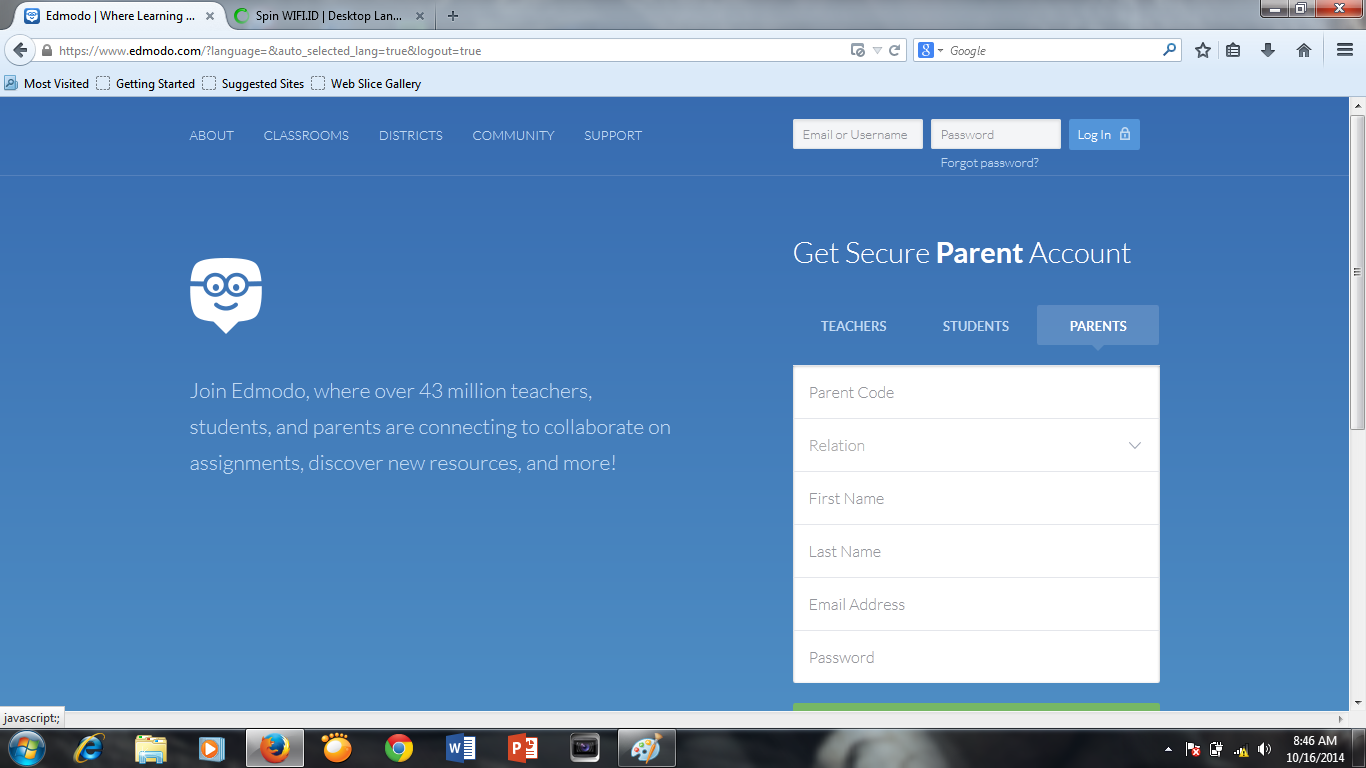 Edmodo | Where Learning ...
Spin WIFI.ID | Desktop Lan...
https://www.edmodo.com/?language=&auto_selected_lang=true&logout=true
Google
Most Visited
Getting Started
Suggested Sites
Web Slice Gallery
ABOUT
CLASSROOMS
DISTRICTS
COMMUNITY
SUPPORT
Email or Username
Password
Log In
Forgot password?
Get Secure Parent Account
TEACHERS
STUDENTS
PARENTS
Join Edmodo, where over 43 million teachers,
students, and parents are connecting to collaborate on
assignments, discover new resources, and more!
Parent Code
Relation
First Name
Last Name
Email Address
Password
javascript:;
8:46 AM
10/16/2014